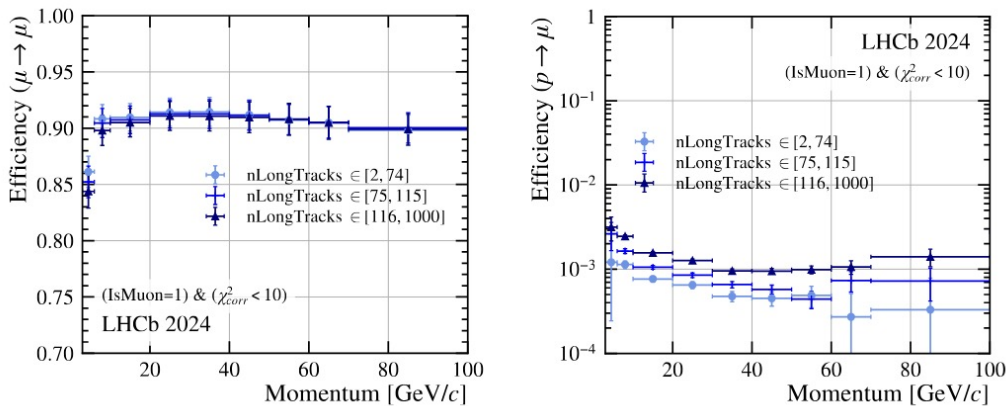 Efficiency (μ → μ)
1.00
0.95
0.90
0.85
0.80
0.75
0.70
nLongTracks ∈ [2, 74]
nLongTracks ∈ [75, 115]
nLongTracks ∈ [116, 1000]
(IsMuon=1) & (χ²corr < 10)
LHCb 2024
20 40 60 80 100
Momentum [GeV/c]
Efficiency (p → μ)
1
10⁻¹
10⁻²
10⁻³
10⁻⁴
LHCb 2024
(IsMuon=1) & (χ²corr < 10)
nLongTracks ∈ [2, 74]
nLongTracks ∈ [75, 115]
nLongTracks ∈ [116, 1000]
20 40 60 80 100
Momentum [GeV/c]